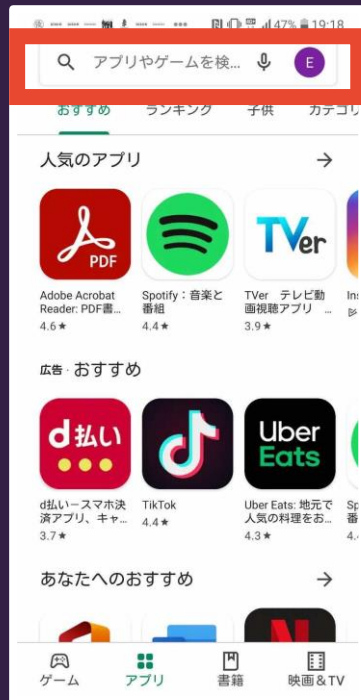 47% 19:18
アプリやゲームを検... E
おすすめ ランキング 子供 カテゴリ
人気のアプリ →
PDF TVer
Adobe Acrobat Spotify：音楽と TVer テレビ動
Reader: PDF書... 番組 画視聴アプリ ...
4.6★ 4.4★ 3.9★
広告・おすすめ
d払い Uber
Eats
d払いースマホ決 TikTok Uber Eats: 地元で
済アプリ、キャ... 4.4★ 人気の料理をお...
3.7★ 4.3★
あなたへのおすすめ →
ゲーム アプリ 書籍 映画&TV